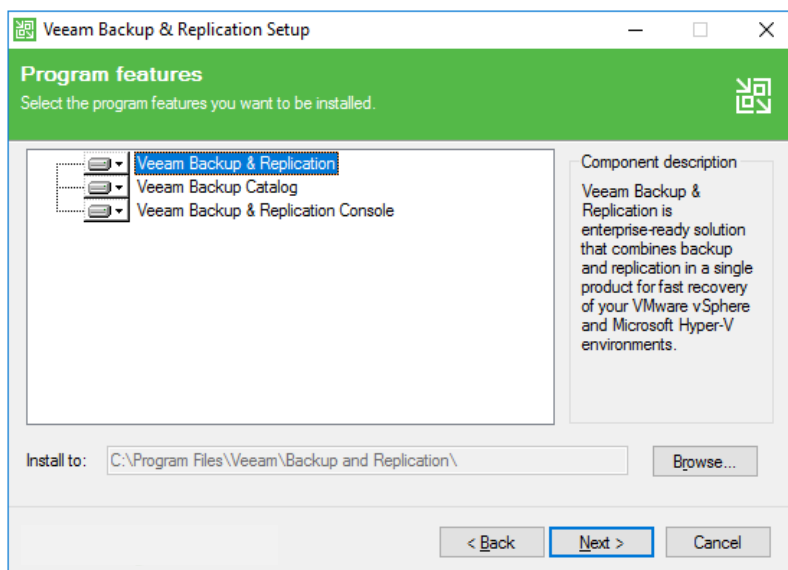 Veeam Backup & Replication Setup
Program features
Select the program features you want to be installed.
Veeam Backup & Replication
Veeam Backup Catalog
Veeam Backup & Replication Console
Component description
Veeam Backup &
Replication is
enterprise-ready solution
that combines backup
and replication in a single
product for fast recovery
of your VMware vSphere
and Microsoft Hyper-V
environments.
Install to:
C:\Program Files\Veeam\Backup and Replication\
Browse...
< Back
Next >
Cancel